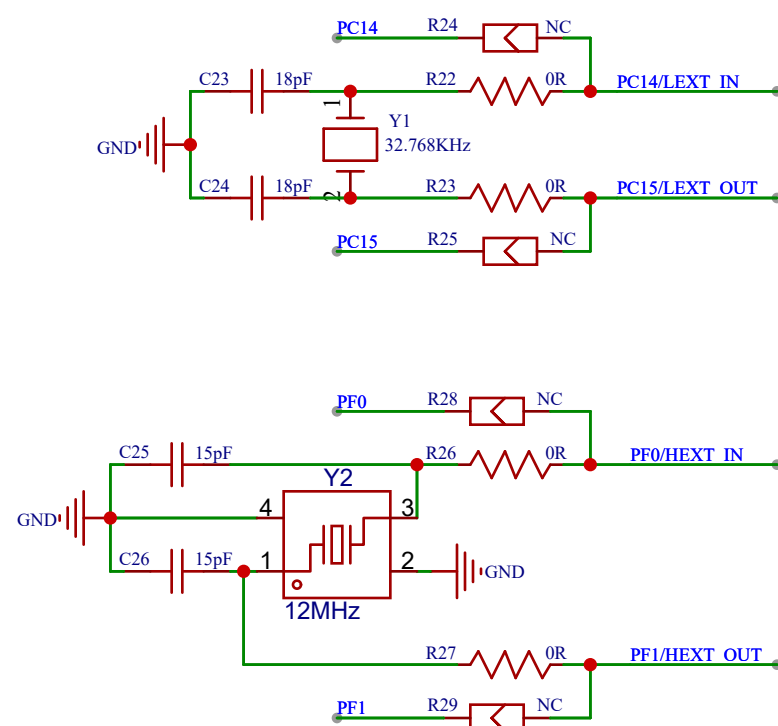 PC14 R24 NC
C23 18pF R22 0R PC14/LEXT_IN
1
Y1
GND 32.768KHz
C24 18pF 2 R23 0R PC15/LEXT_OUT
PC15 R25 NC
PF0 R28 NC
C25 15pF R26 0R PF0/HEXT_IN
Y2
4 3
GND
C26 15pF 1 2 GND
12MHz
R27 0R PF1/HEXT_OUT
PF1 R29 NC